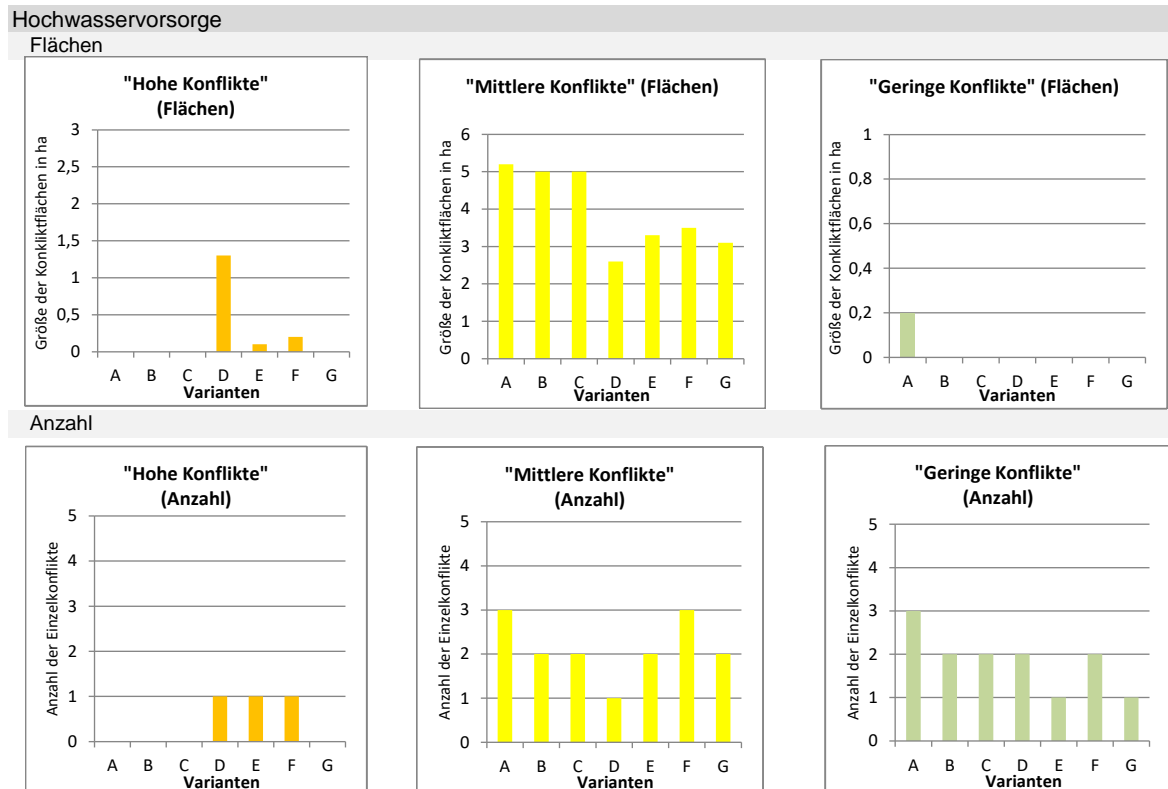 Hochwasservorsorge
Flächen
"Hohe Konflikte"
(Flächen)
Größe der Konkliktflächen in ha
3
2,5
2
1,5
1
0,5
0
A B C D E F G
Varianten
"Mittlere Konflikte" (Flächen)
Größe der Konkliktflächen in ha
6
5
4
3
2
1
0
A B C D E F G
Varianten
"Geringe Konflikte" (Flächen)
Größe der Konkliktflächen in ha
1
0,8
0,6
0,4
0,2
0
A B C D E F G
Varianten
Anzahl
"Hohe Konflikte"
(Anzahl)
Anzahl der Einzelkonflikte
5
4
3
2
1
0
A B C D E F G
Varianten
"Mittlere Konflikte"
(Anzahl)
Anzahl der Einzelkonflikte
5
4
3
2
1
0
A B C D E F G
Varianten
"Geringe Konflikte"
(Anzahl)
Anzahl der Einzelkonflikte
5
4
3
2
1
0
A B C D E F G
Varianten